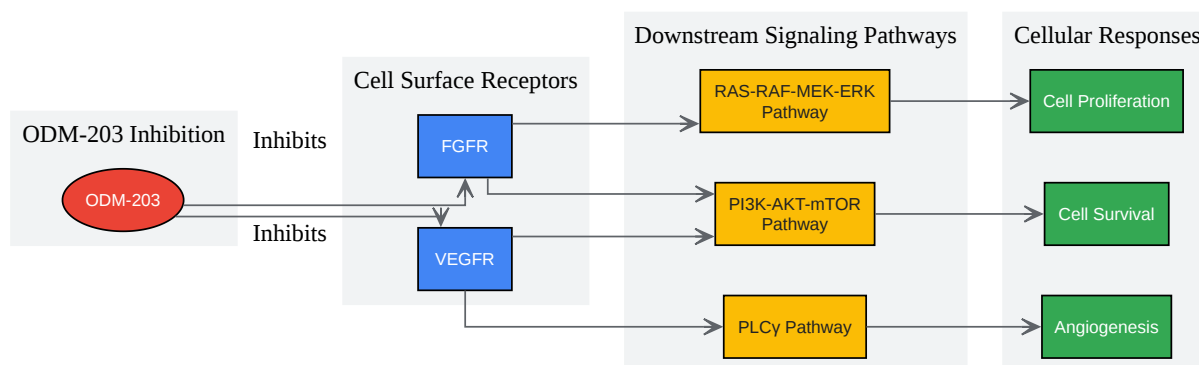 ODM-203 Inhibition
ODM-203
Inhibits
Inhibits
Cell Surface Receptors
FGFR
VEGFR
Downstream Signaling Pathways
RAS-RAF-MEK-ERK
Pathway
PI3K-AKT-mTOR
Pathway
PLCγ Pathway
Cellular Responses
Cell Proliferation
Cell Survival
Angiogenesis